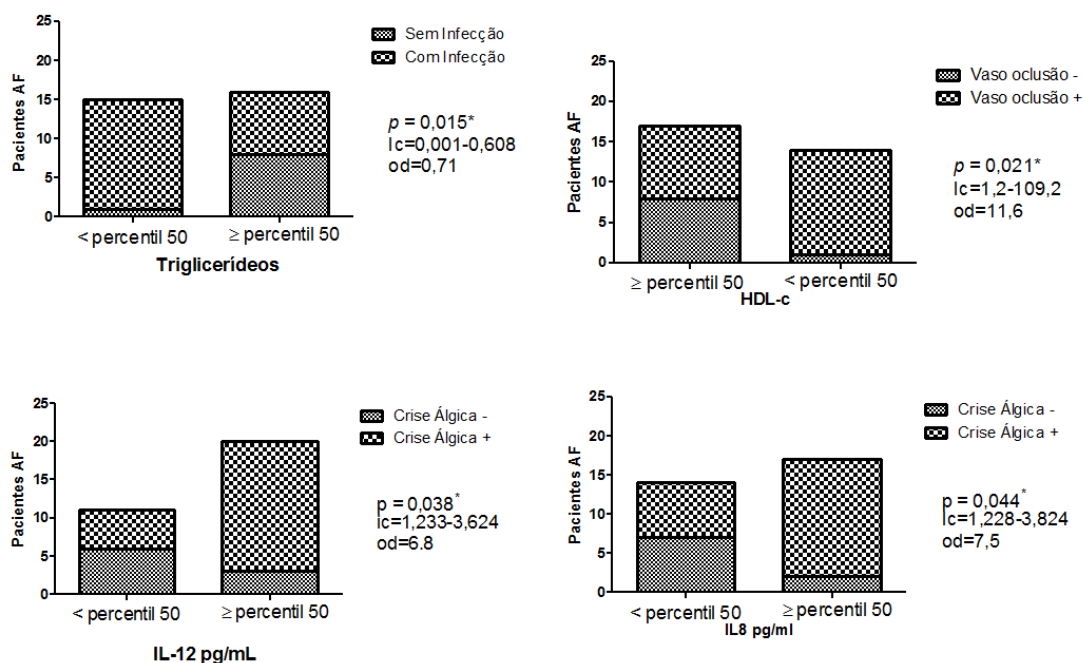 25
20
15
10
5
0
Pacientes AF
< percentil 50
≥ percentil 50
Triglicerídeos
Sem Infecção
Com Infecção
p = 0,015*
Ic=0,001-0,608
od=0,71
25
20
15
10
5
0
Pacientes AF
≥ percentil 50
< percentil 50
HDL-c
Vaso oclusão -
Vaso oclusão +
p = 0,021*
Ic=1,2-109,2
od=11,6
25
20
15
10
5
0
Pacientes AF
< percentil 50
≥ percentil 50
IL-12 pg/mL
Crise Álgica -
Crise Álgica +
p = 0,038*
Ic=1,233-3,624
od=6.8
25
20
15
10
5
0
Pacientes AF
< percentil 50
≥ percentil 50
IL8 pg/ml
Crise Álgica -
Crise Álgica +
p = 0,044*
Ic=1,228-3,824
od=7,5